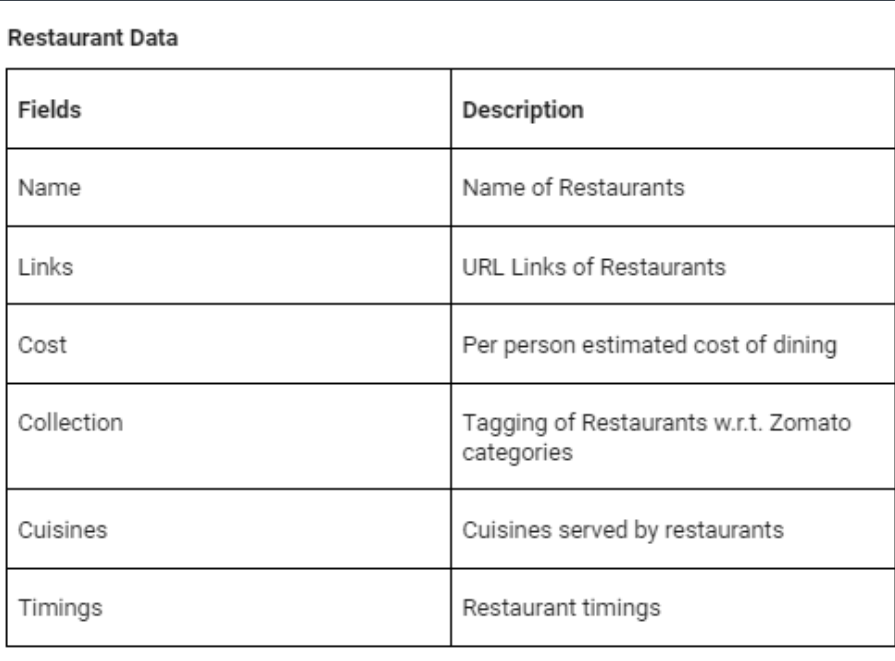 Restaurant Data
Fields
Description
Name
Name of Restaurants
Links
URL Links of Restaurants
Cost
Per person estimated cost of dining
Collection
Tagging of Restaurants w.r.t. Zomato
categories
Cuisines
Cuisines served by restaurants
Timings
Restaurant timings